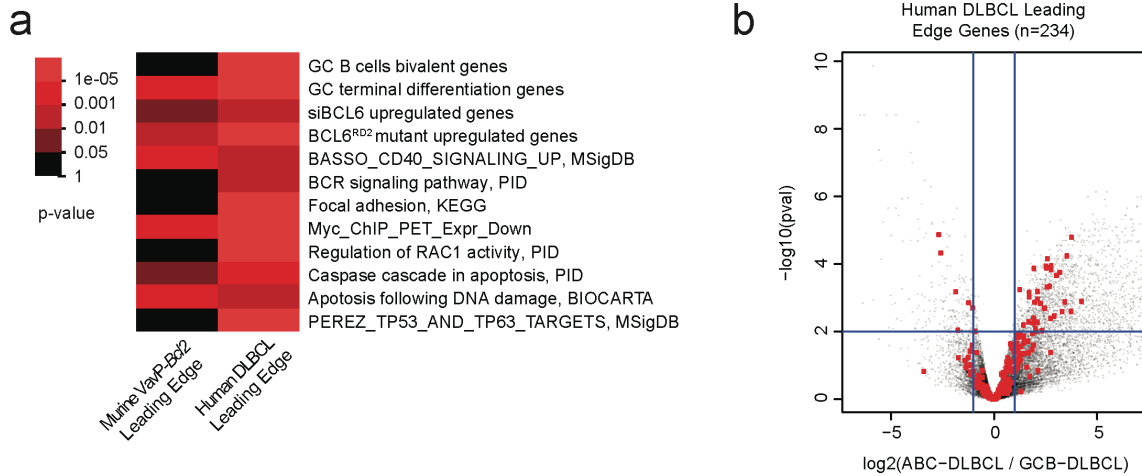 a
1e-05
0.001
0.01
0.05
1
p-value
GC B cells bivalent genes
GC terminal differentiation genes
siBCL6 upregulated genes
BCL6RD2 mutant upregulated genes
BASSO_CD40_SIGNALING_UP, MSigDB
BCR signaling pathway, PID
Focal adhesion, KEGG
Myc_ChIP_PET_Expr_Down
Regulation of RAC1 activity, PID
Caspase cascade in apoptosis, PID
Apotosis following DNA damage, BIOCARTA
PEREZ_TP53_AND_TP63_TARGETS, MSigDB
Murine VavP-Bcl2
Leading Edge
Human DLBCL
Leading Edge
b
Human DLBCL Leading
Edge Genes (n=234)
−log10(pval)
10
8
6
4
2
0
−5
0
5
log2(ABC−DLBCL / GCB−DLBCL)